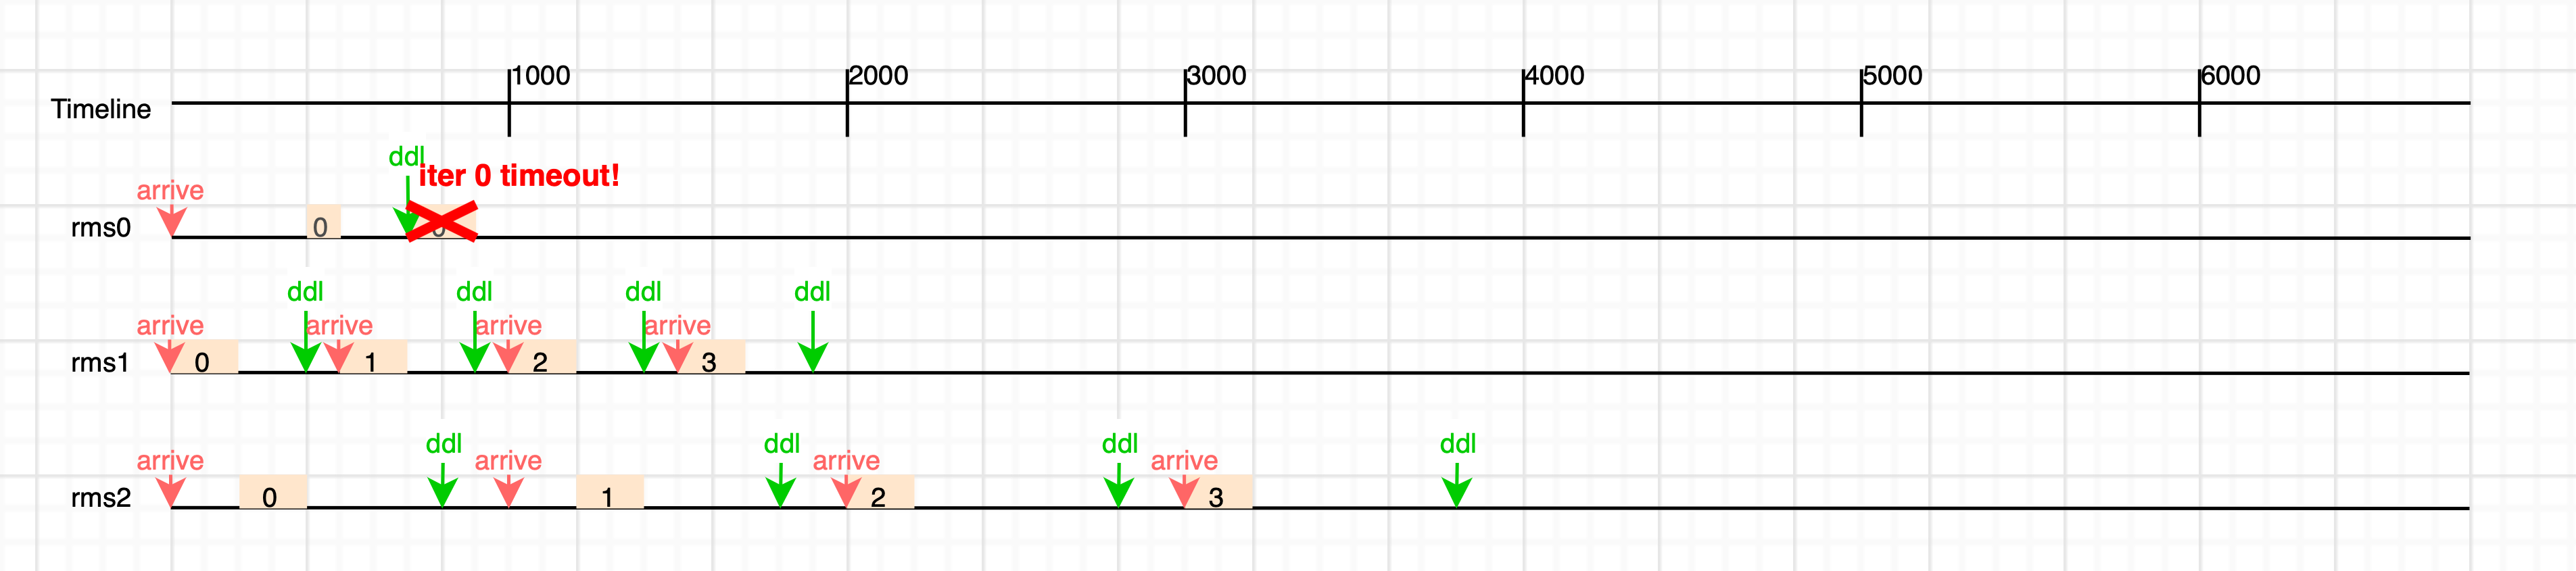 1000 2000 3000 4000 5000 6000
Timeline
ddl
iter 0 timeout!
arrive
rms0 0 0
ddl ddl ddl ddl
arrive arrive arrive arrive
rms1 0 1 2 3
ddl ddl ddl ddl
arrive arrive arrive arrive
rms2 0 1 2 3